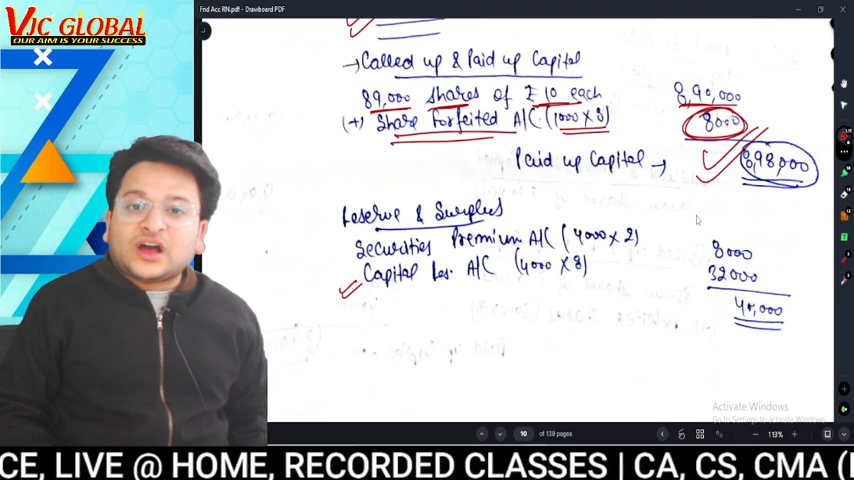 VJC GLOBAL
OUR AIM IS YOUR SUCCESS
Fnd Acc RN.pdf - Drawboard PDF
→ Called up & Paid up Capital
89,000 shares of ₹ 10 each 8,90,000
(+) Share Forfeited A/C (1000 × 8) 8000
Paid up Capital → 8,98,000
Reserve & Surplus
Securities Premium A/C (4000 × 2) 8000
Capital Res. A/C (4000 × 8) 32000
40,000
Activate Windows
Go to Settings to activate Windows.
10 of 139 pages
113%
CE, LIVE @ HOME, RECORDED CLASSES | CA, CS, CMA (